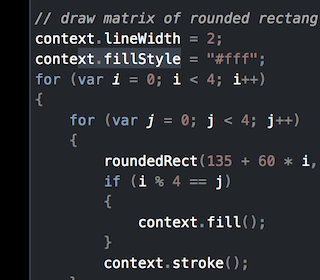 // draw matrix of rounded rectang
context.lineWidth = 2;
context.fillStyle = "#fff";
for (var i = 0; i < 4; i++)
{
    for (var j = 0; j < 4; j++)
    {
        roundedRect(135 + 60 * i,
        if (i % 4 == j)
        {
            context.fill();
        }
        context.stroke();
    }